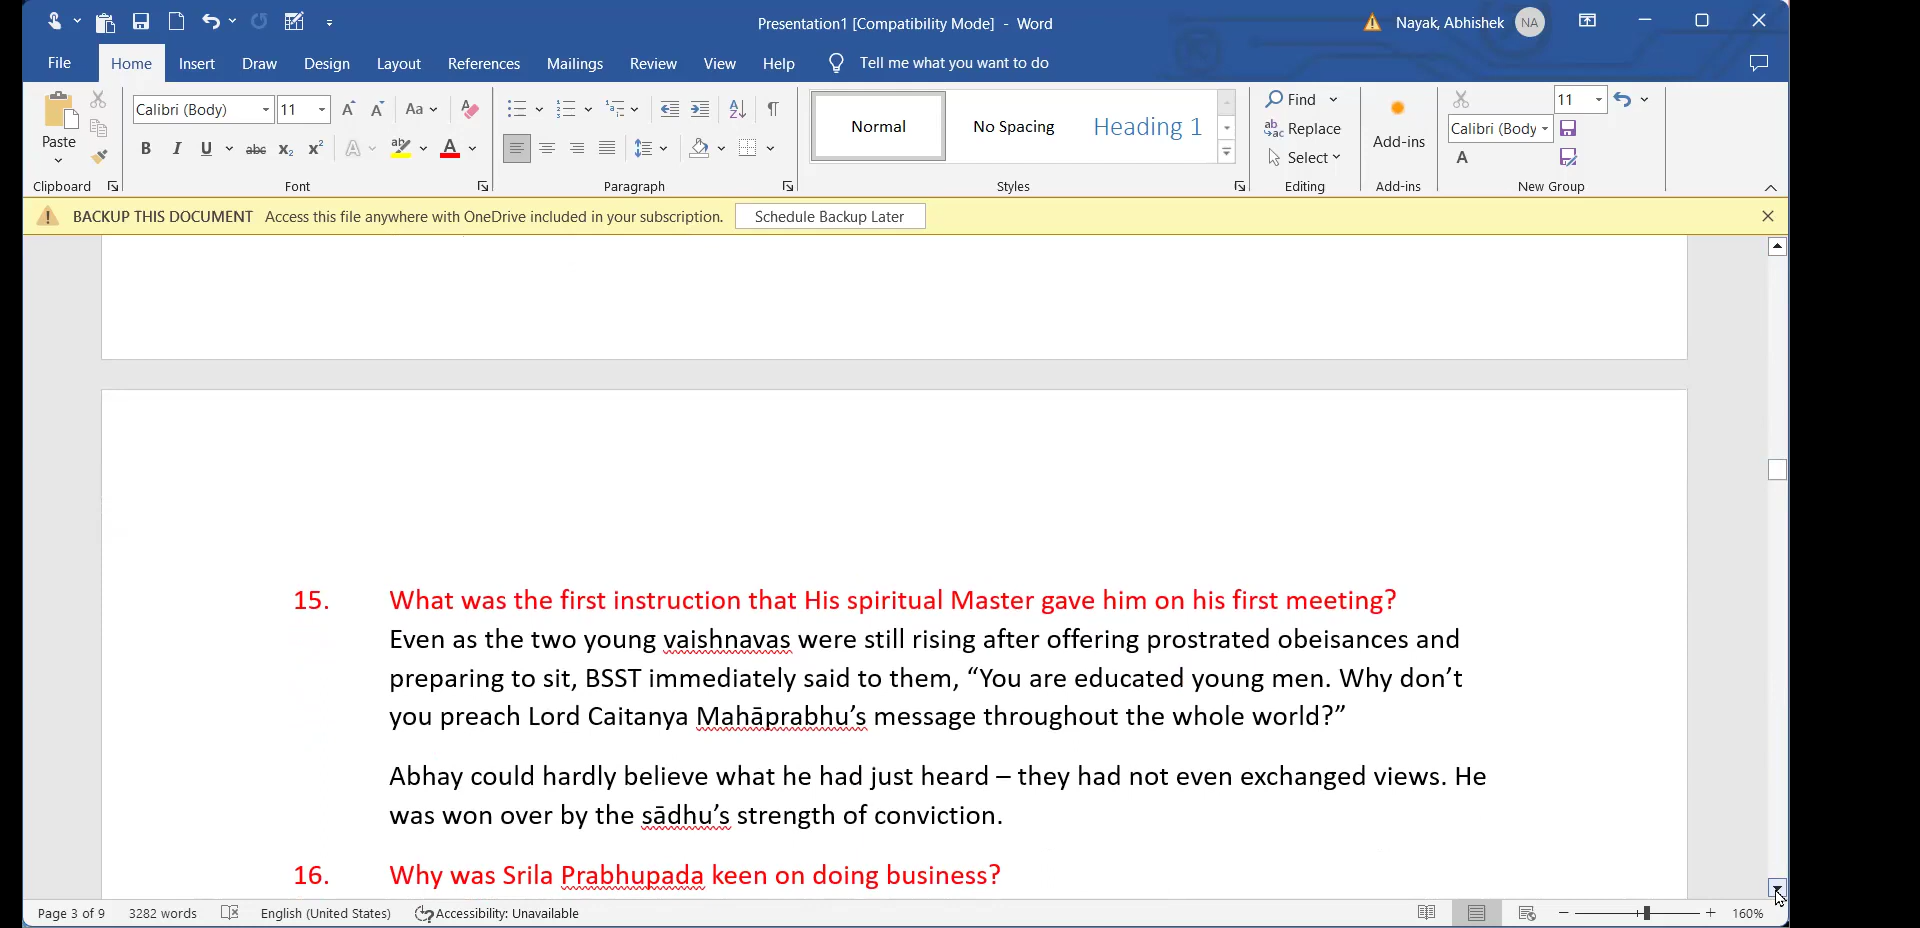 Presentation1 [Compatibility Mode] - Word
Nayak, Abhishek NA
File Home Insert Draw Design Layout References Mailings Review View Help Tell me what you want to do
Calibri (Body) 11 Aa
Normal No Spacing Heading 1
Find
Replace
Select
Paste
Add-ins
11
Calibri (Body
B I U abc x₂ x² A A
A
Clipboard Font Paragraph Styles Editing Add-ins New Group
BACKUP THIS DOCUMENT Access this file anywhere with OneDrive included in your subscription. Schedule Backup Later
15. What was the first instruction that His spiritual Master gave him on his first meeting?
Even as the two young vaishnavas were still rising after offering prostrated obeisances and
preparing to sit, BSST immediately said to them, “You are educated young men. Why don’t
you preach Lord Caitanya Mahāprabhu’s message throughout the whole world?”
Abhay could hardly believe what he had just heard – they had not even exchanged views. He
was won over by the sādhu’s strength of conviction.
16. Why was Srila Prabhupada keen on doing business?
Page 3 of 9 3282 words English (United States) Accessibility: Unavailable 160%